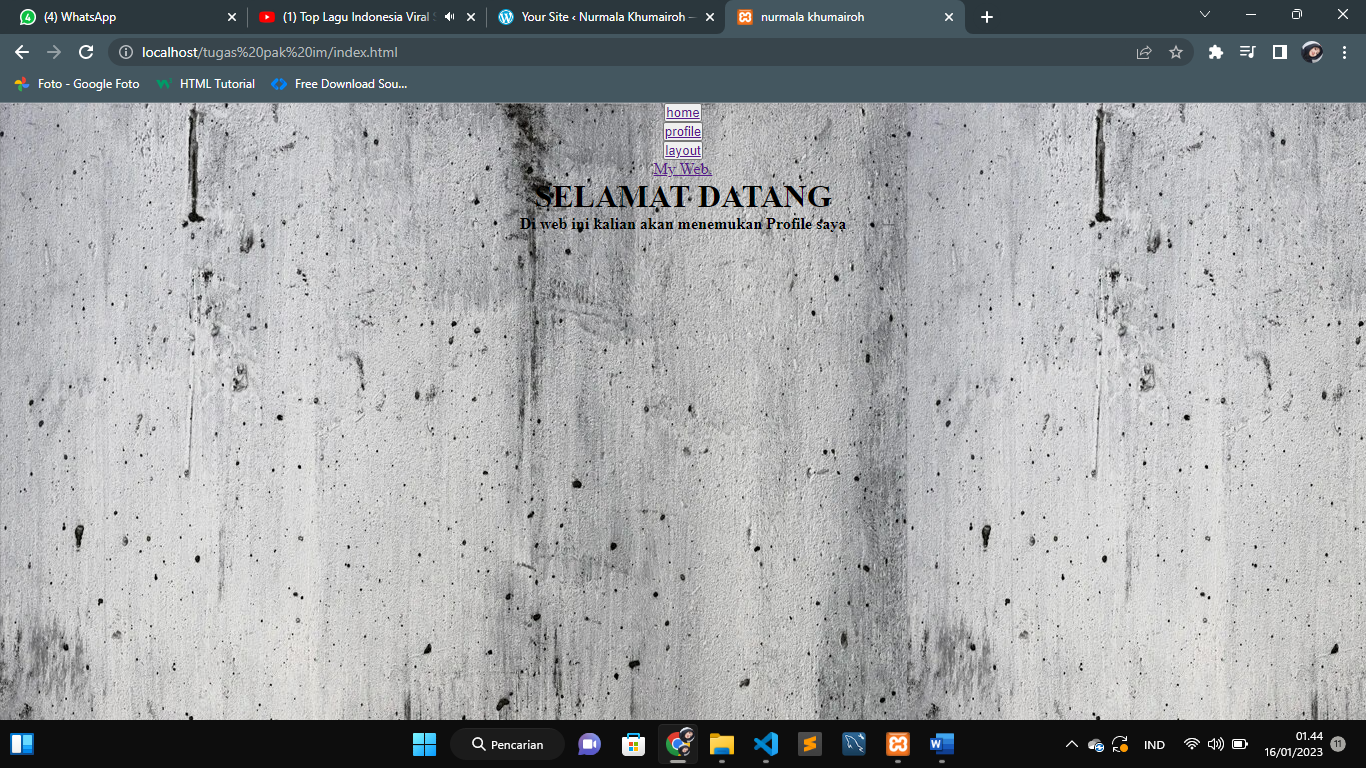 (4) WhatsApp
(1) Top Lagu Indonesia Viral
Your Site ‹ Nurmala Khumairoh —
nurmala khumairoh
localhost/tugas%20pak%20im/index.html
Foto - Google Foto
HTML Tutorial
Free Download Sou...
home
profile
layout
My Web.
SELAMAT DATANG
Di web ini kalian akan menemukan Profile saya
Pencarian
IND
01.44
16/01/2023
11